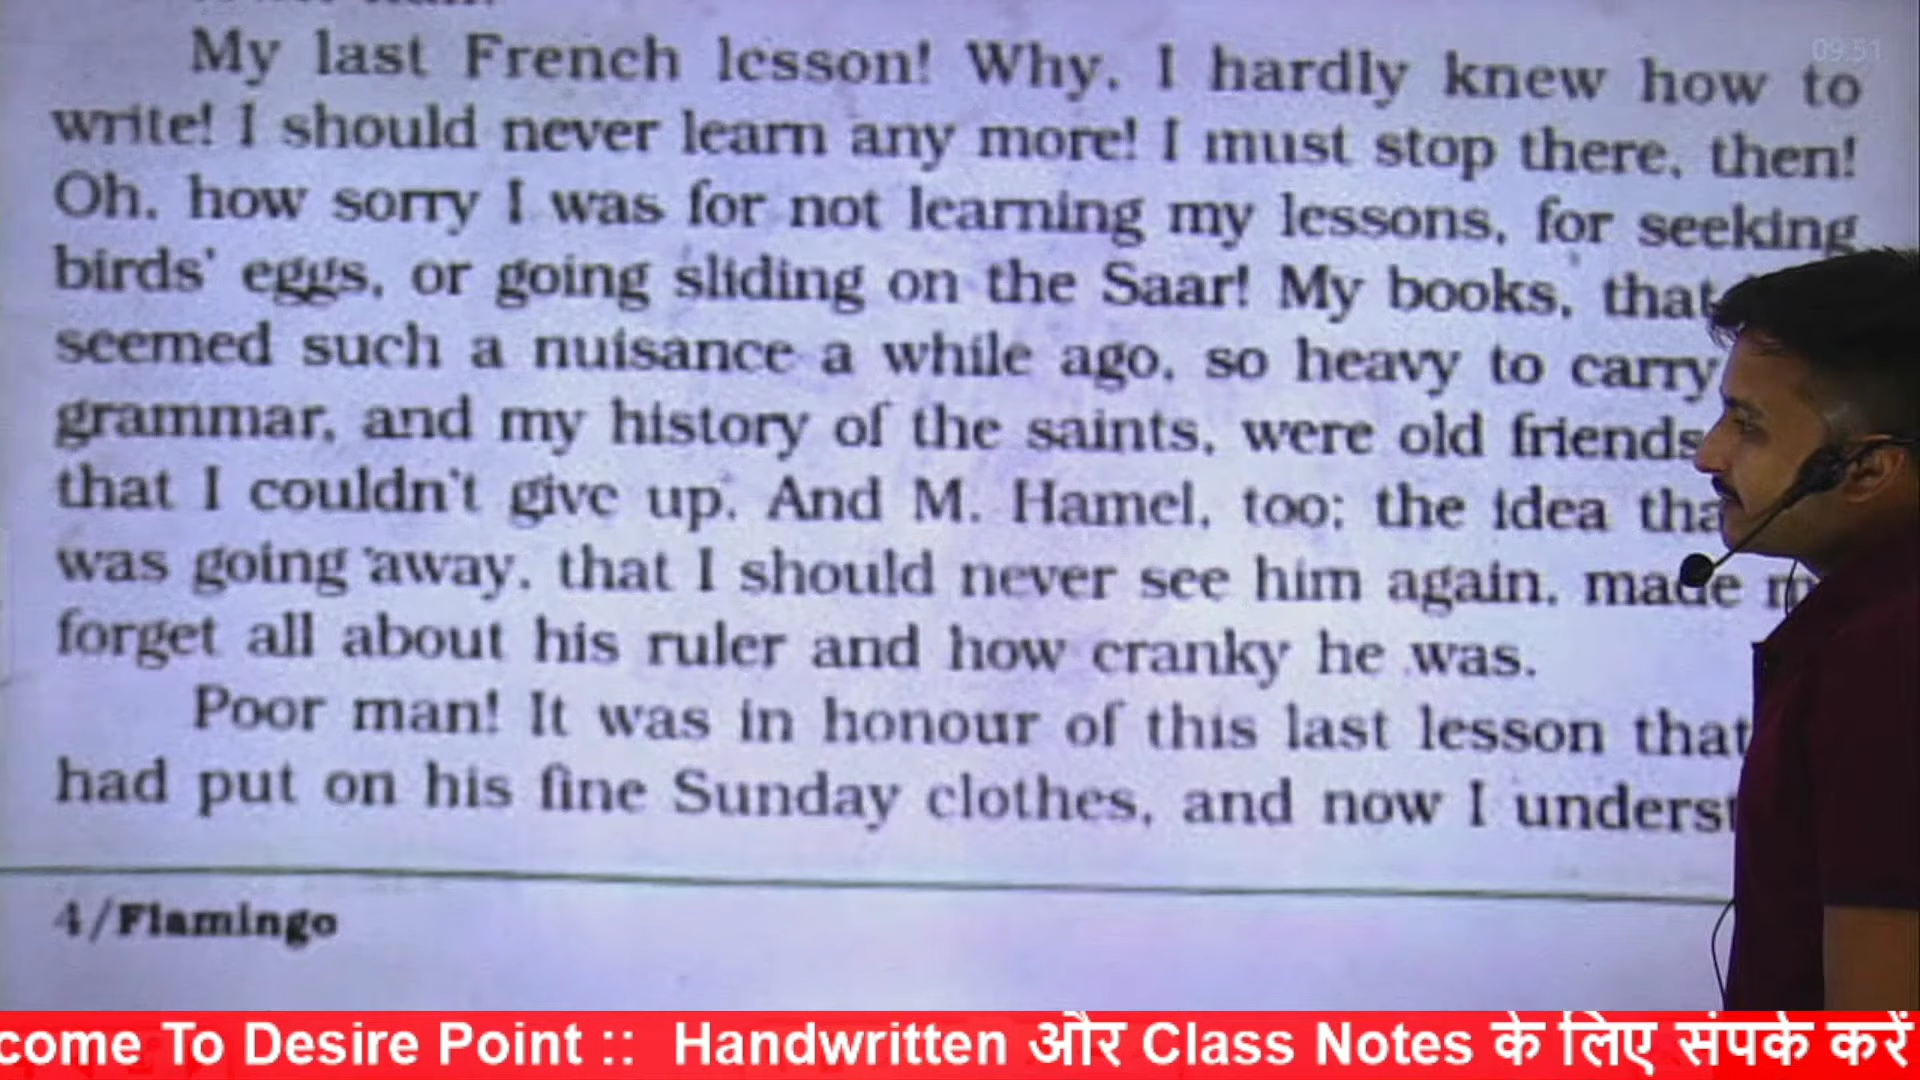 My last French lesson! Why, I hardly knew how to
write! I should never learn any more! I must stop there, then!
Oh, how sorry I was for not learning my lessons, for seeking
birds' eggs, or going sliding on the Saar! My books, that
seemed such a nuisance a while ago, so heavy to carry
grammar, and my history of the saints, were old friends
that I couldn't give up. And M. Hamel, too; the idea
was going away, that I should never see him again, made
forget all about his ruler and how cranky he was.
Poor man! It was in honour of this last lesson that
had put on his fine Sunday clothes, and now I
4/Flamingo
09:51
come To Desire Point :: Handwritten और Class Notes के लिए संपर्क करें